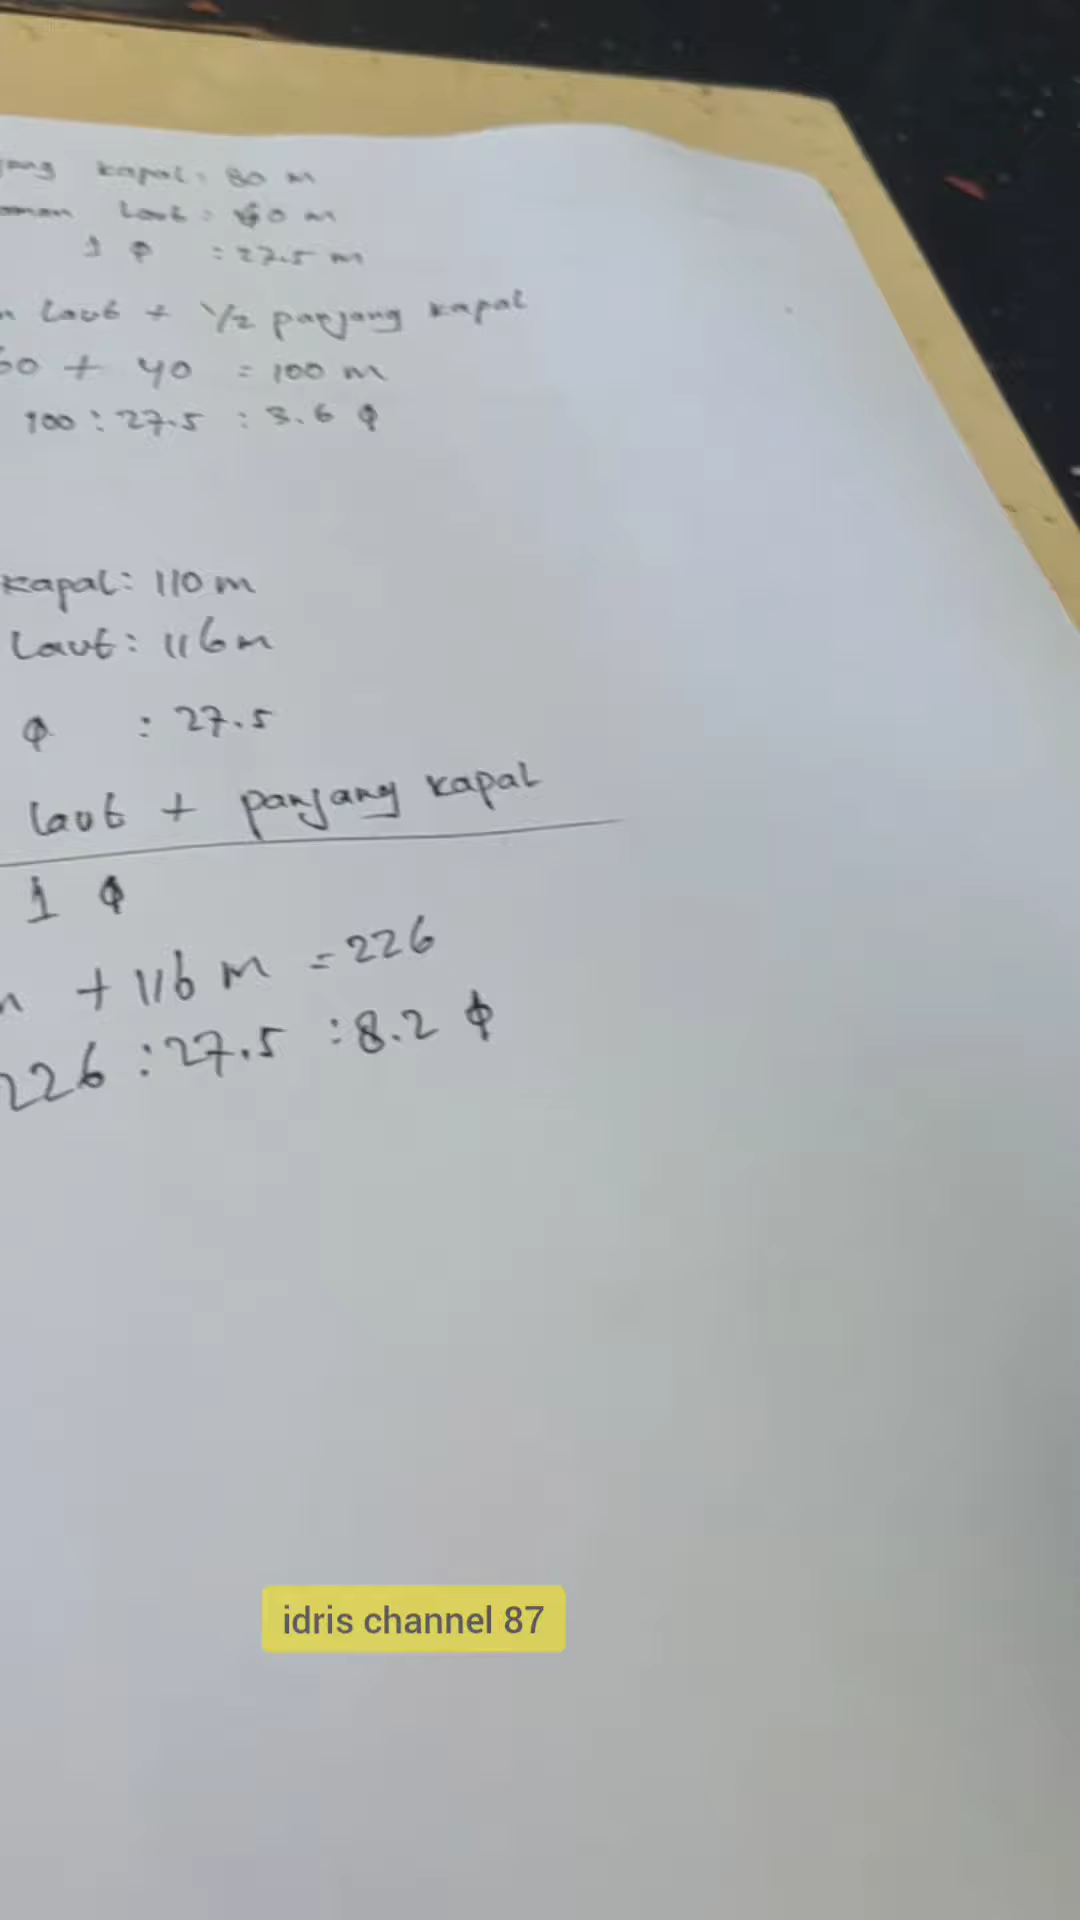 kapal : 80 m
Laut : 60 m
1 ϕ : 27.5 m
Laut + 1/2 panjang kapal
60 + 40 = 100 m
100 : 27.5 : 3.6 ϕ
kapal : 110 m
Laut : 116 m
ϕ : 27.5
Laut + panjang kapal
1 ϕ
+ 116 m = 226
226 : 27.5 : 8.2 ϕ
idris channel 87